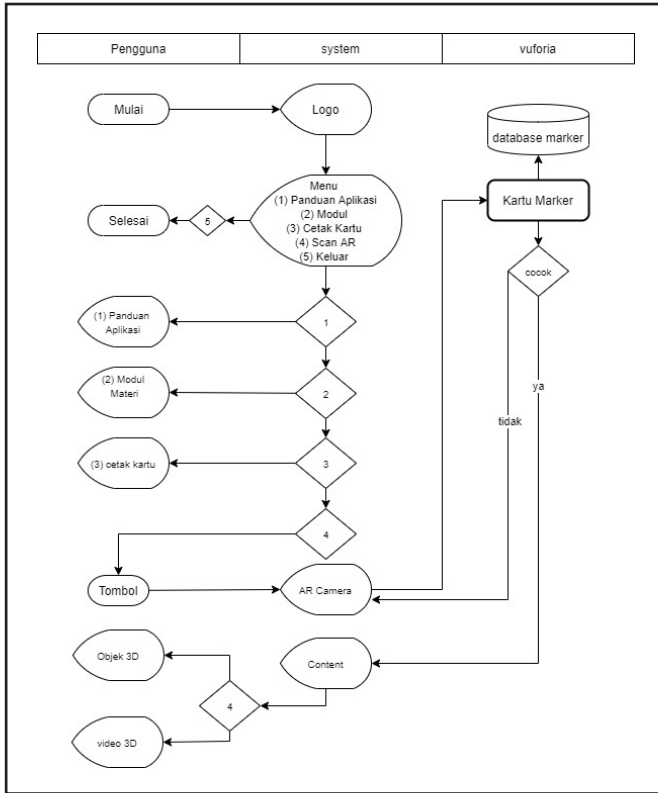 Pengguna
system
vuforia
Mulai
Logo
database marker
Menu
(1) Panduan Aplikasi
(2) Modul
(3) Cetak Kartu
(4) Scan AR
(5) Keluar
Selesai
5
Kartu Marker
cocok
(1) Panduan
Aplikasi
1
(2) Modul
Materi
2
ya
tidak
(3) cetak kartu
3
4
Tombol
AR Camera
Objek 3D
Content
4
video 3D